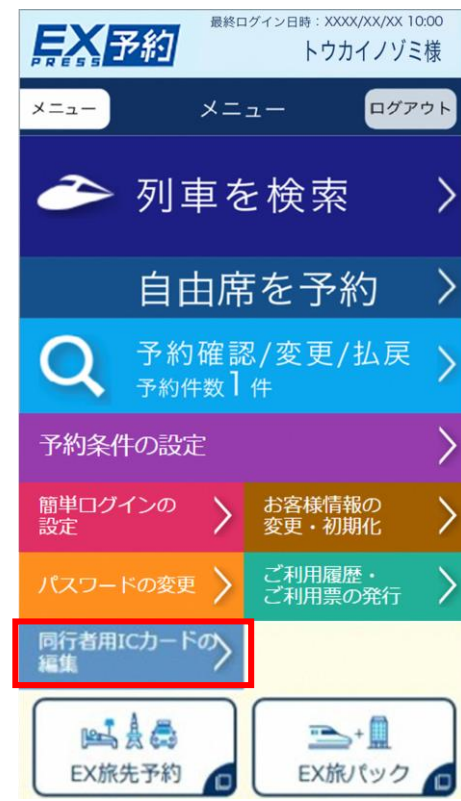 最終ログイン日時：XXXX/XX/XX 10:00
EX予約
PRESS
トウカイノゾミ様
メニュー
メニュー
ログアウト
列車を検索
自由席を予約
予約確認/変更/払戻
予約件数1 件
予約条件の設定
簡単ログインの
設定
お客様情報の
変更・初期化
パスワードの変更
ご利用履歴・
ご利用票の発行
同行者用ICカードの
編集
EX旅先予約
EX旅パック